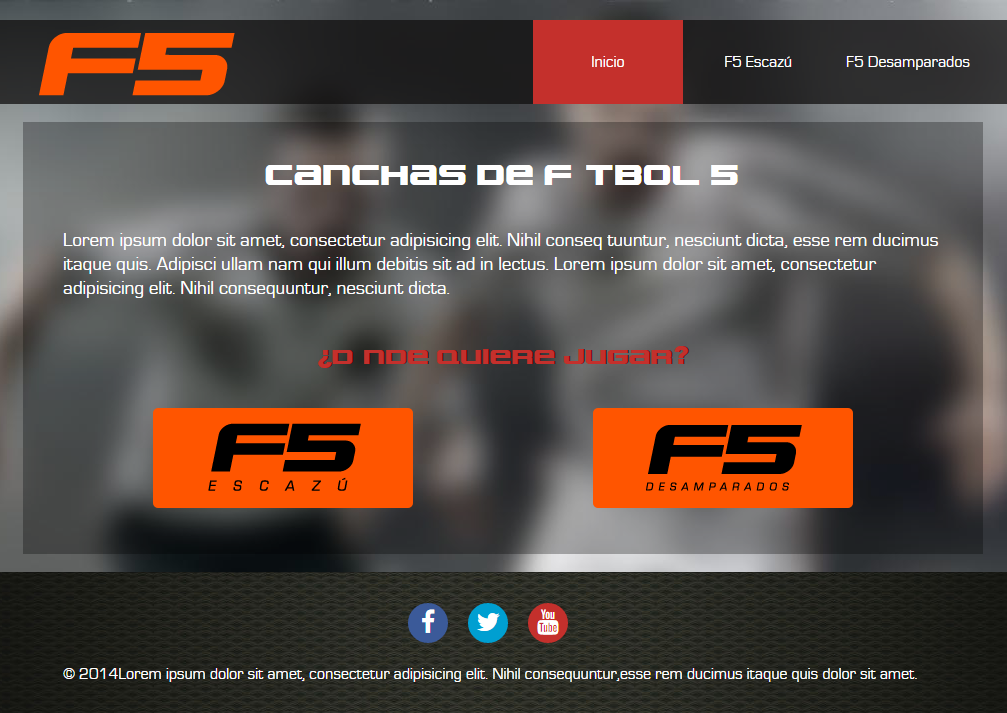 F5
Inicio F5 Escazú F5 Desamparados
Canchas de F TBOL 5
Lorem ipsum dolor sit amet, consectetur adipisicing elit. Nihil conseq tuuntur, nesciunt dicta, esse rem ducimus
itaque quis. Adipisci ullam nam qui illum debitis sit ad in lectus. Lorem ipsum dolor sit amet, consectetur
adipisicing elit. Nihil consequuntur, nesciunt dicta.
¿D nde quiere jugar?
F5
ESCAZÚ
F5
DESAMPARADOS
f
You
Tube
© 2014Lorem ipsum dolor sit amet, consectetur adipisicing elit. Nihil consequuntur,esse rem ducimus itaque quis dolor sit amet.